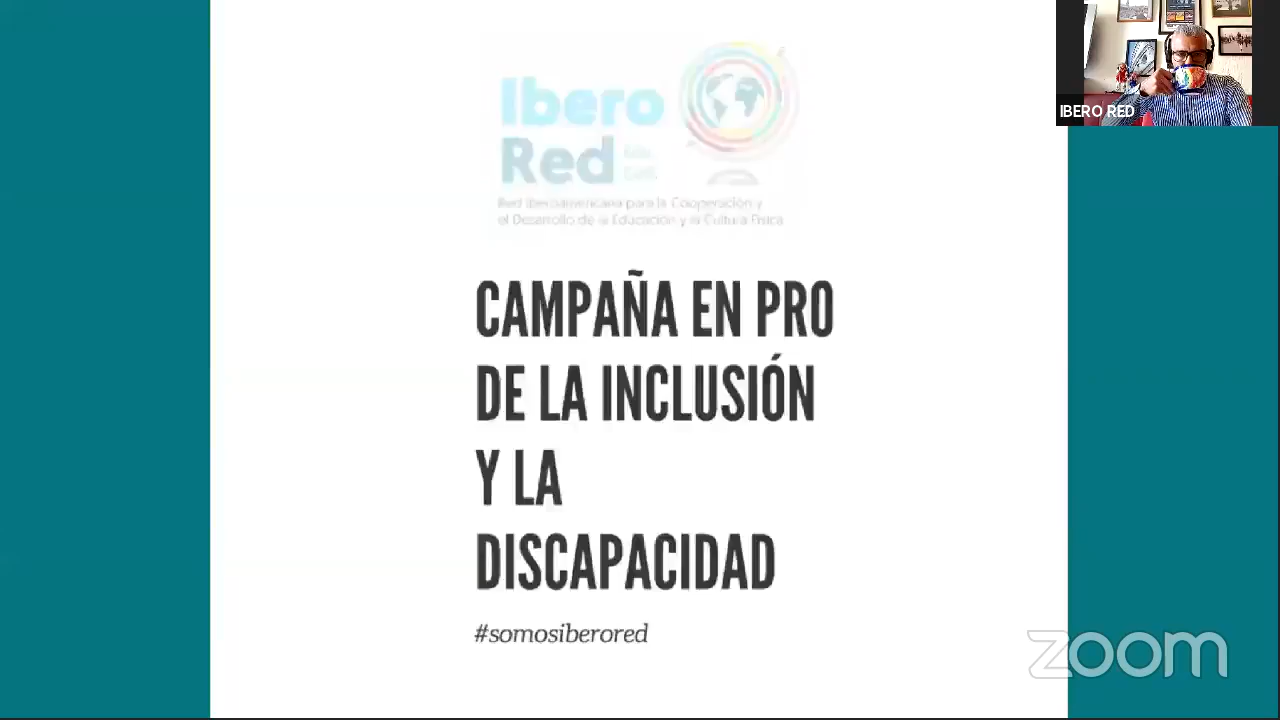 Ibero
Red
Red Iberoamericana para la Cooperación y
el Desarrollo de la Educación y la Cultura Física
CAMPAÑA EN PRO
DE LA INCLUSIÓN
Y LA
DISCAPACIDAD
#somosiberored
IBERO RED
zoom